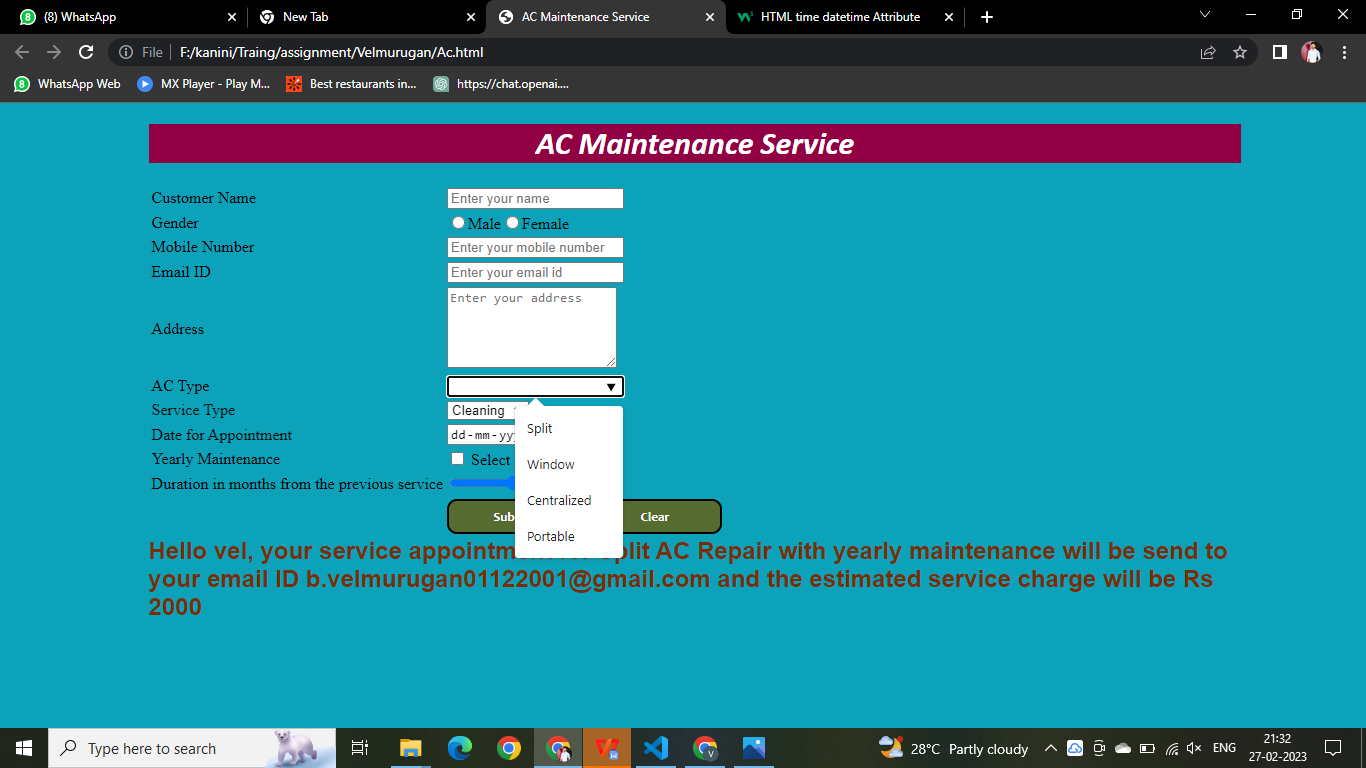 (8) WhatsApp
New Tab
AC Maintenance Service
HTML time datetime Attribute
File F:/kanini/Traing/assignment/Velmurugan/Ac.html
WhatsApp Web
MX Player - Play M...
Best restaurants in...
https://chat.openai....
AC Maintenance Service
Customer Name Enter your name
Gender Male Female
Mobile Number Enter your mobile number
Email ID Enter your email id
Address Enter your address
AC Type
Service Type Cleaning
Date for Appointment dd-mm-yy
Yearly Maintenance Select
Duration in months from the previous service
Split
Window
Centralized
Portable
Sub Clear
Hello vel, your service appointm plit AC Repair with yearly maintenance will be send to
your email ID b.velmurugan01122001@gmail.com and the estimated service charge will be Rs
2000
Type here to search
28°C Partly cloudy
ENG
21:32
27-02-2023